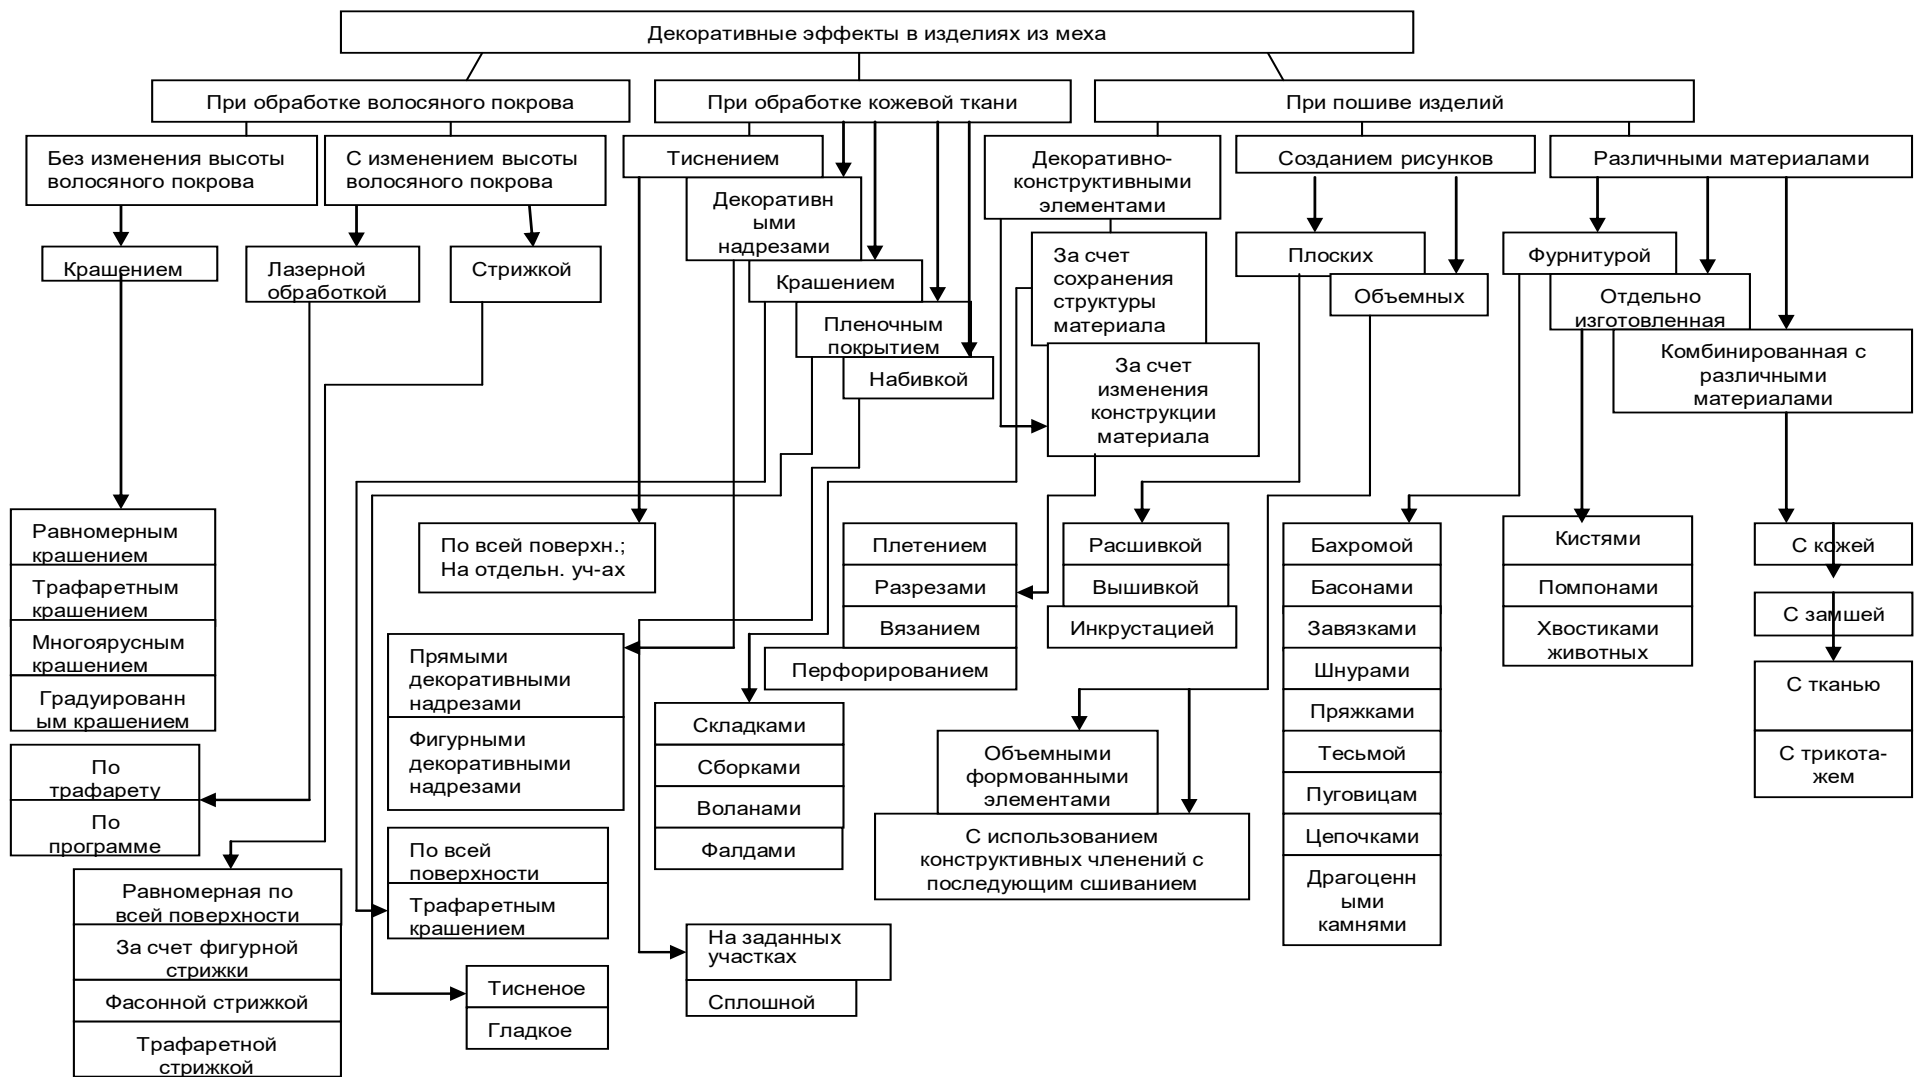 Декоративные эффекты в изделиях из меха
При обработке волосяного покрова
При обработке кожевой ткани
При пошиве изделий
Без изменения высоты
волосяного покрова
С изменением высоты
волосяного покрова
Тиснением
Декоративн
ыми
надрезами
Крашением
Пленочным
покрытием
Набивкой
Декоративно-
конструктивными
элементами
За счет
сохранения
структуры
материала
За счет
изменения
конструкции
материала
Созданием рисунков
Плоских
Объемных
Различными материалами
Фурнитурой
Отдельно
изготовленная
Комбинированная с
различными
материалами
Крашением
Лазерной
обработкой
Стрижкой
Равномерным
крашением
Трафаретным
крашением
Многоярусным
крашением
Градуированн
ым крашением
По
трафарету
По
программе
Равномерная по
всей поверхности
За счет фигурной
стрижки
Фасонной стрижкой
Трафаретной
стрижкой
По всей поверхн.;
На отдельн. уч-ах
Прямыми
декоративными
надрезами
Фигурными
декоративными
надрезами
По всей
поверхности
Трафаретным
крашением
Тисненое
Гладкое
На заданных
участках
Сплошной
Складками
Сборками
Воланами
Фалдами
Плетением
Разрезами
Вязанием
Перфорированием
Расшивкой
Вышивкой
Инкрустацией
Объемными
формованными
элементами
С использованием
конструктивных членений с
последующим сшиванием
Бахромой
Басонами
Завязками
Шнурами
Пряжками
Тесьмой
Пуговицам
Цепочками
Драгоценн
ыми
камнями
Кистями
Помпонами
Хвостиками
животных
С кожей
С замшей
С тканью
С трикота-
жем